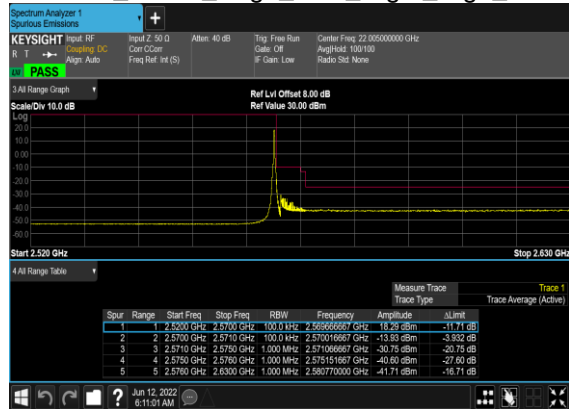 Spectrum Analyzer 1
Spurious Emissions
+
KEYSIGHT Input: RF Input Z: 50 Ω Atten: 40 dB Trig: Free Run Center Freq: 22.005000000 GHz
R T Coupling: DC Corr CCorr Gate: Off Avg|Hold: 100/100
Align: Auto Freq Ref: Int (S) IF Gain: Low Radio Std: None
PASS
3 All Range Graph
Ref Lvl Offset 8.00 dB
Scale/Div 10.0 dB Ref Value 30.00 dBm
Log
20.0
10.0
0.00
-10.0
-20.0
-30.0
-40.0
-50.0
-60.0
Start 2.520 GHz Stop 2.630 GHz
4 All Range Table
Measure Trace Trace 1
Trace Type Trace Average (Active)
Spur Range Start Freq Stop Freq RBW Frequency Amplitude ΔLimit
1 1 2.5200 GHz 2.5700 GHz 100.0 kHz 2.569666667 GHz 18.29 dBm -11.71 dB
2 2 2.5700 GHz 2.5710 GHz 100.0 kHz 2.570016667 GHz -13.93 dBm -3.932 dB
3 3 2.5710 GHz 2.5750 GHz 1.000 MHz 2.571066667 GHz -30.75 dBm -20.75 dB
4 4 2.5750 GHz 2.5760 GHz 1.000 MHz 2.575151667 GHz -40.60 dBm -27.60 dB
5 5 2.5760 GHz 2.6300 GHz 1.000 MHz 2.580770000 GHz -41.71 dBm -16.71 dB
? Jun 12, 2022
6:11:01 AM